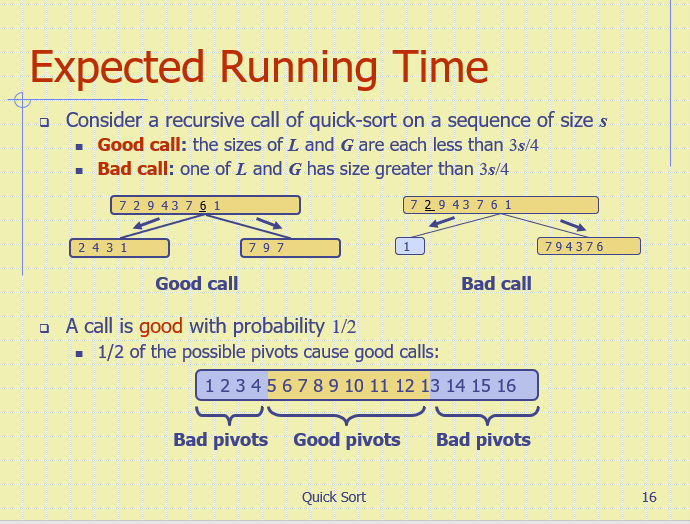 Expected Running Time
Consider a recursive call of quick-sort on a sequence of size s
Good call: the sizes of L and G are each less than 3s/4
Bad call: one of L and G has size greater than 3s/4
7 2 9 4 3 7 6 1
2 4 3 1
7 9 7
Good call
7 2 9 4 3 7 6 1
1
7 9 4 3 7 6
Bad call
A call is good with probability 1/2
1/2 of the possible pivots cause good calls:
1 2 3 4 5 6 7 8 9 10 11 12 13 14 15 16
Bad pivots Good pivots Bad pivots
Quick Sort
16